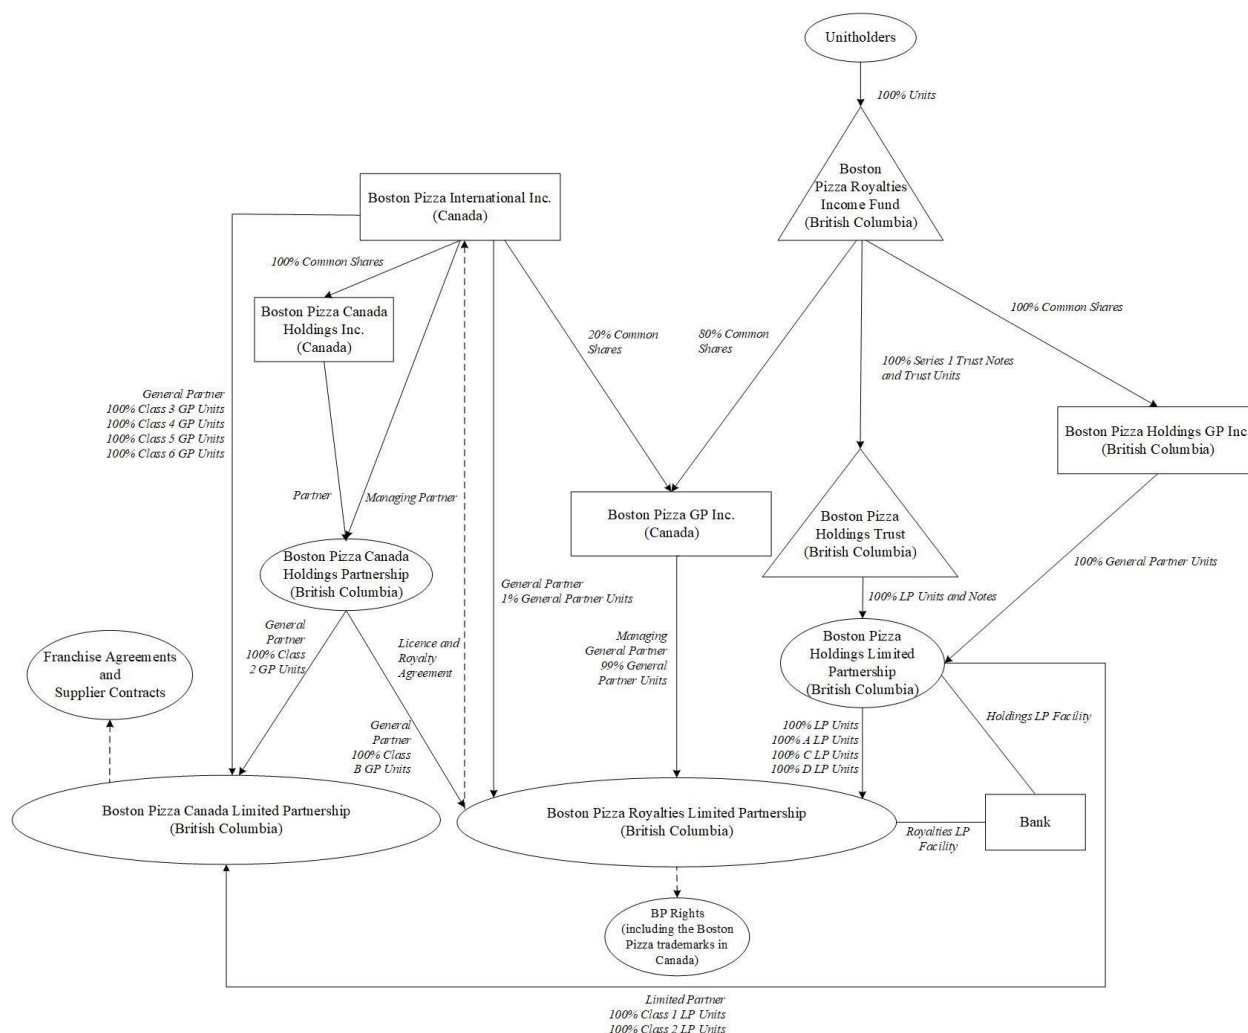 Unitholders
100% Units
Boston
Pizza Royalties
Income Fund
(British Columbia)
Boston Pizza International Inc.
(Canada)
100% Common Shares
Boston Pizza Canada
Holdings Inc.
(Canada)
20% Common
Shares
80% Common
Shares
100% Common Shares
100% Series 1 Trust Notes
and Trust Units
General Partner
100% Class 3 GP Units
100% Class 4 GP Units
100% Class 5 GP Units
100% Class 6 GP Units
Boston Pizza Holdings GP Inc.
(British Columbia)
Partner
Managing Partner
Boston Pizza GP Inc.
(Canada)
Boston Pizza
Holdings Trust
(British Columbia)
Boston Pizza Canada
Holdings Partnership
(British Columbia)
General Partner
1% General Partner Units
100% LP Units and Notes
100% General Partner Units
Franchise Agreements
and
Supplier Contracts
General
Partner
100% Class
2 GP Units
Licence and
Royalty
Agreement
Managing
General Partner
99% General
Partner Units
Boston Pizza
Holdings Limited
Partnership
(British Columbia)
General
Partner
100% Class
B GP Units
100% LP Units
100% A LP Units
100% C LP Units
100% D LP Units
Holdings LP Facility
Boston Pizza Canada Limited Partnership
(British Columbia)
Boston Pizza Royalties Limited Partnership
(British Columbia)
Royalties LP
Facility
Bank
BP Rights
(including the Boston
Pizza trademarks in
Canada)
Limited Partner
100% Class 1 LP Units
100% Class 2 LP Units